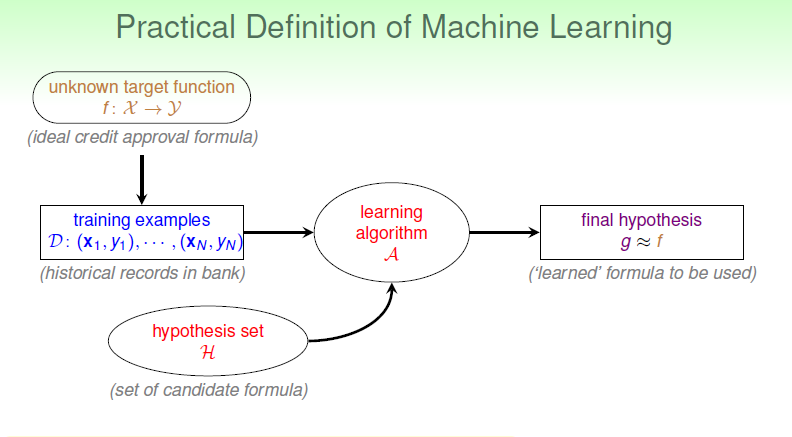 Practical Definition of Machine Learning
unknown target function
f: 𝒳 → 𝒴
(ideal credit approval formula)
training examples
𝒟: (𝐱₁, y₁), ⋯ , (𝐱_N, y_N)
(historical records in bank)
learning
algorithm
𝒜
final hypothesis
g ≈ f
(‘learned’ formula to be used)
hypothesis set
ℋ
(set of candidate formula)